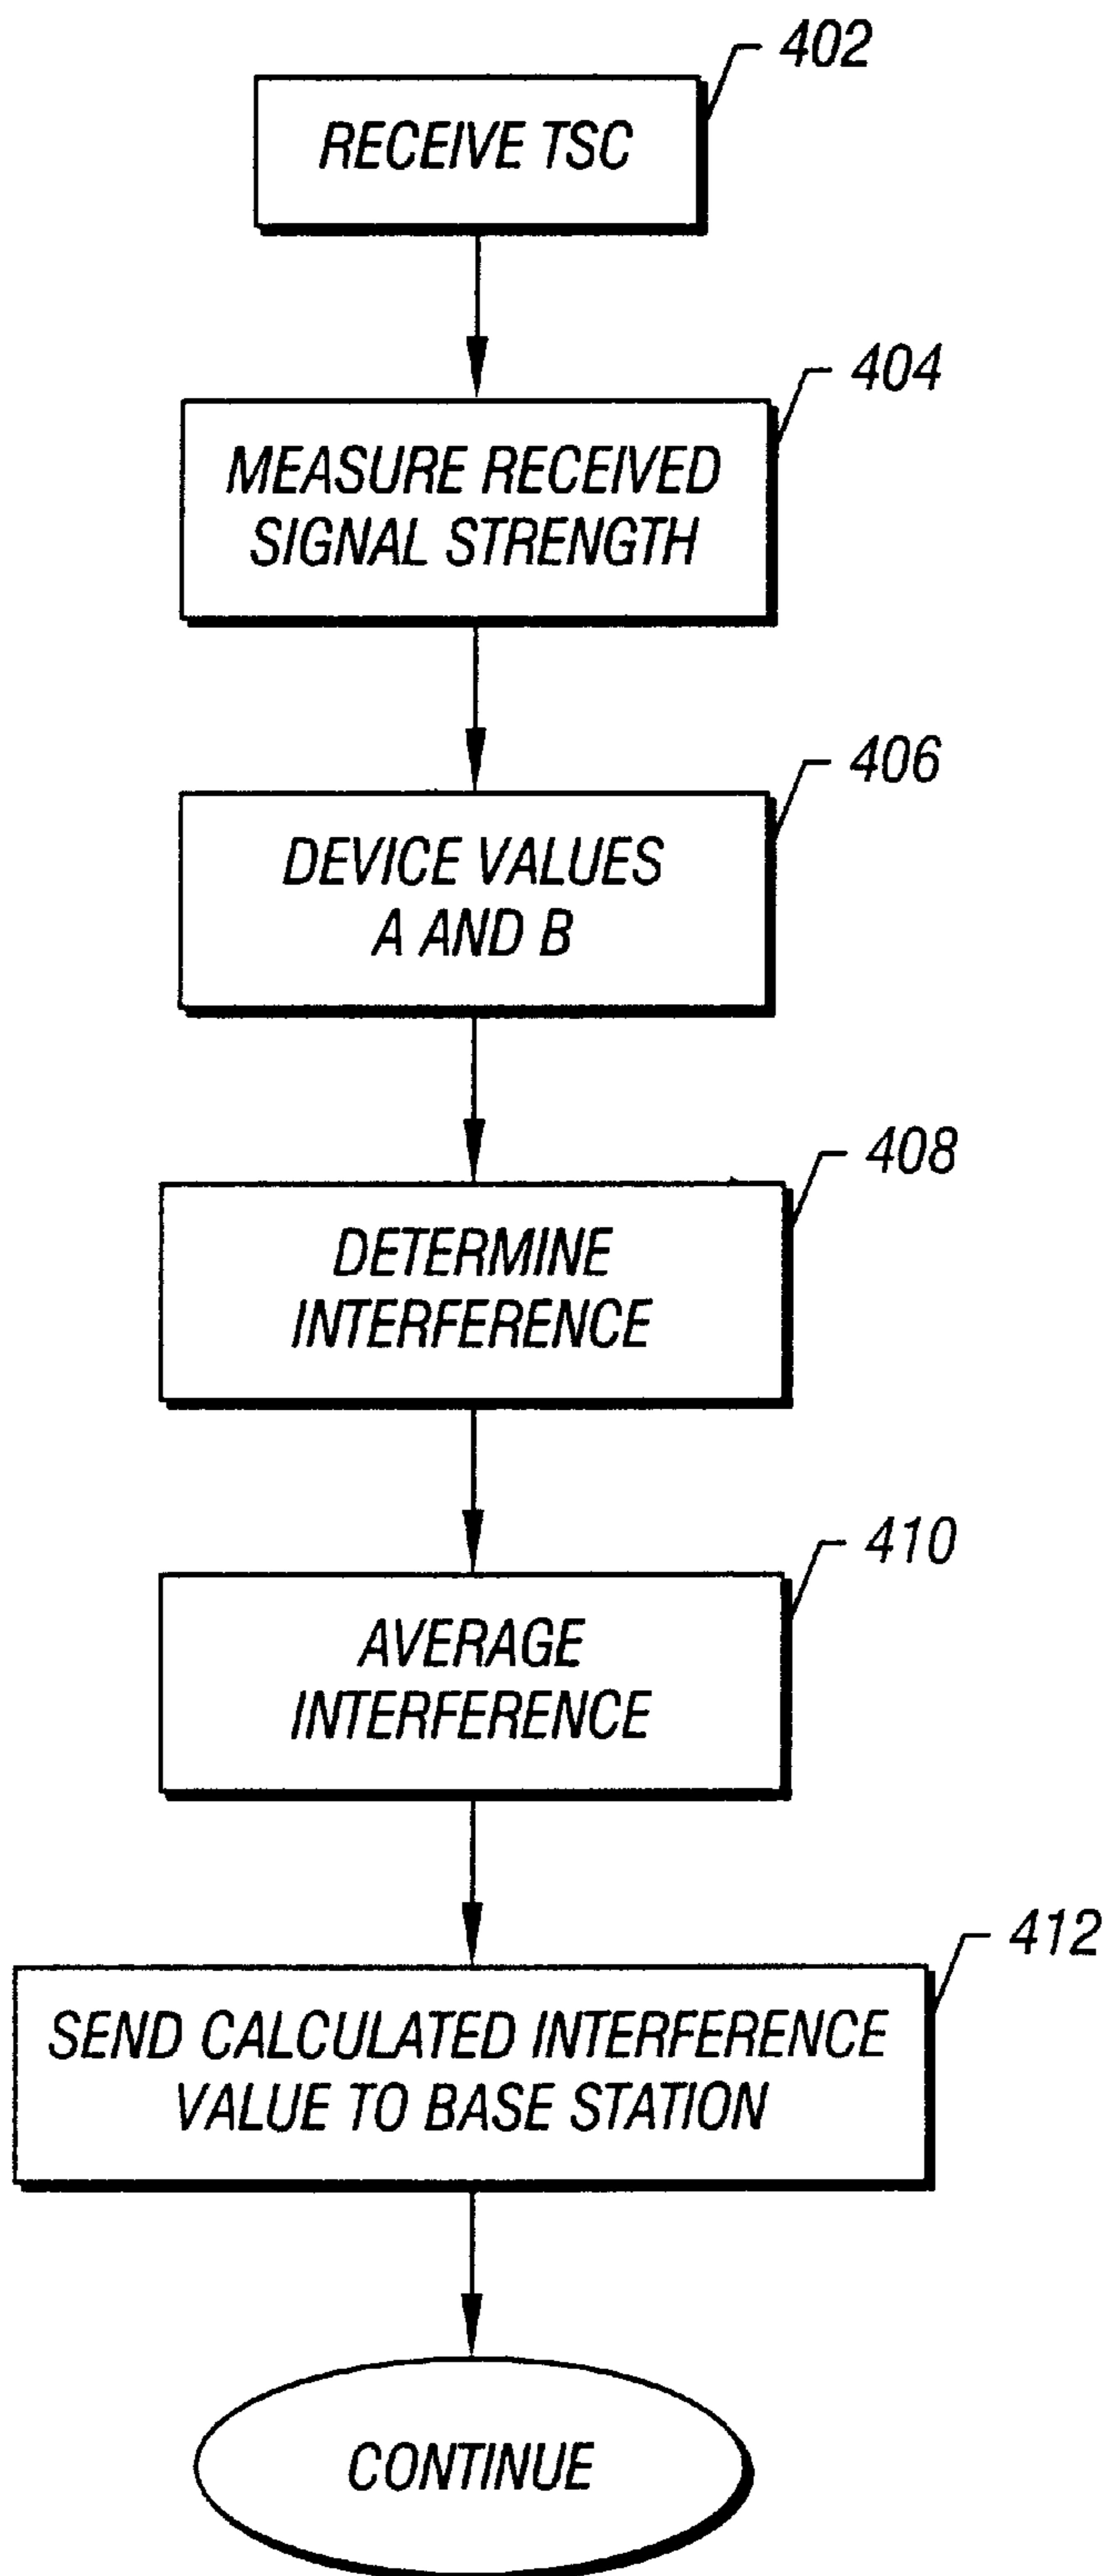 402
RECEIVE TSC
404
MEASURE RECEIVED
SIGNAL STRENGTH
406
DEVICE VALUES
A AND B
408
DETERMINE
INTERFERENCE
410
AVERAGE
INTERFERENCE
412
SEND CALCULATED INTERFERENCE
VALUE TO BASE STATION
CONTINUE